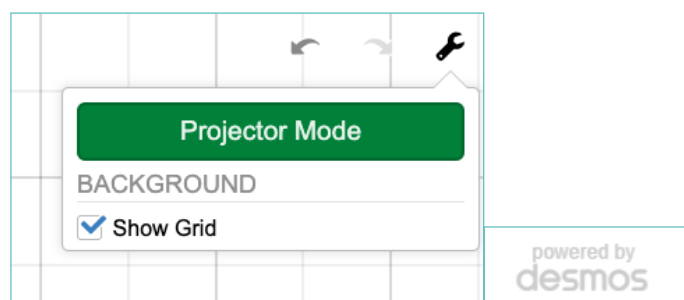 Projector Mode
BACKGROUND
Show Grid
powered by
desmos